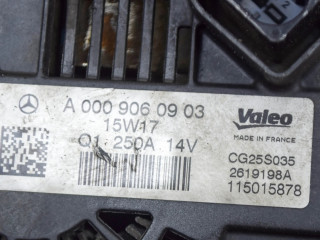 A 000 906 09 03
15W17
Q1 250A 14V
Valeo
MADE IN FRANCE
CG25S035
2619198A
115015878